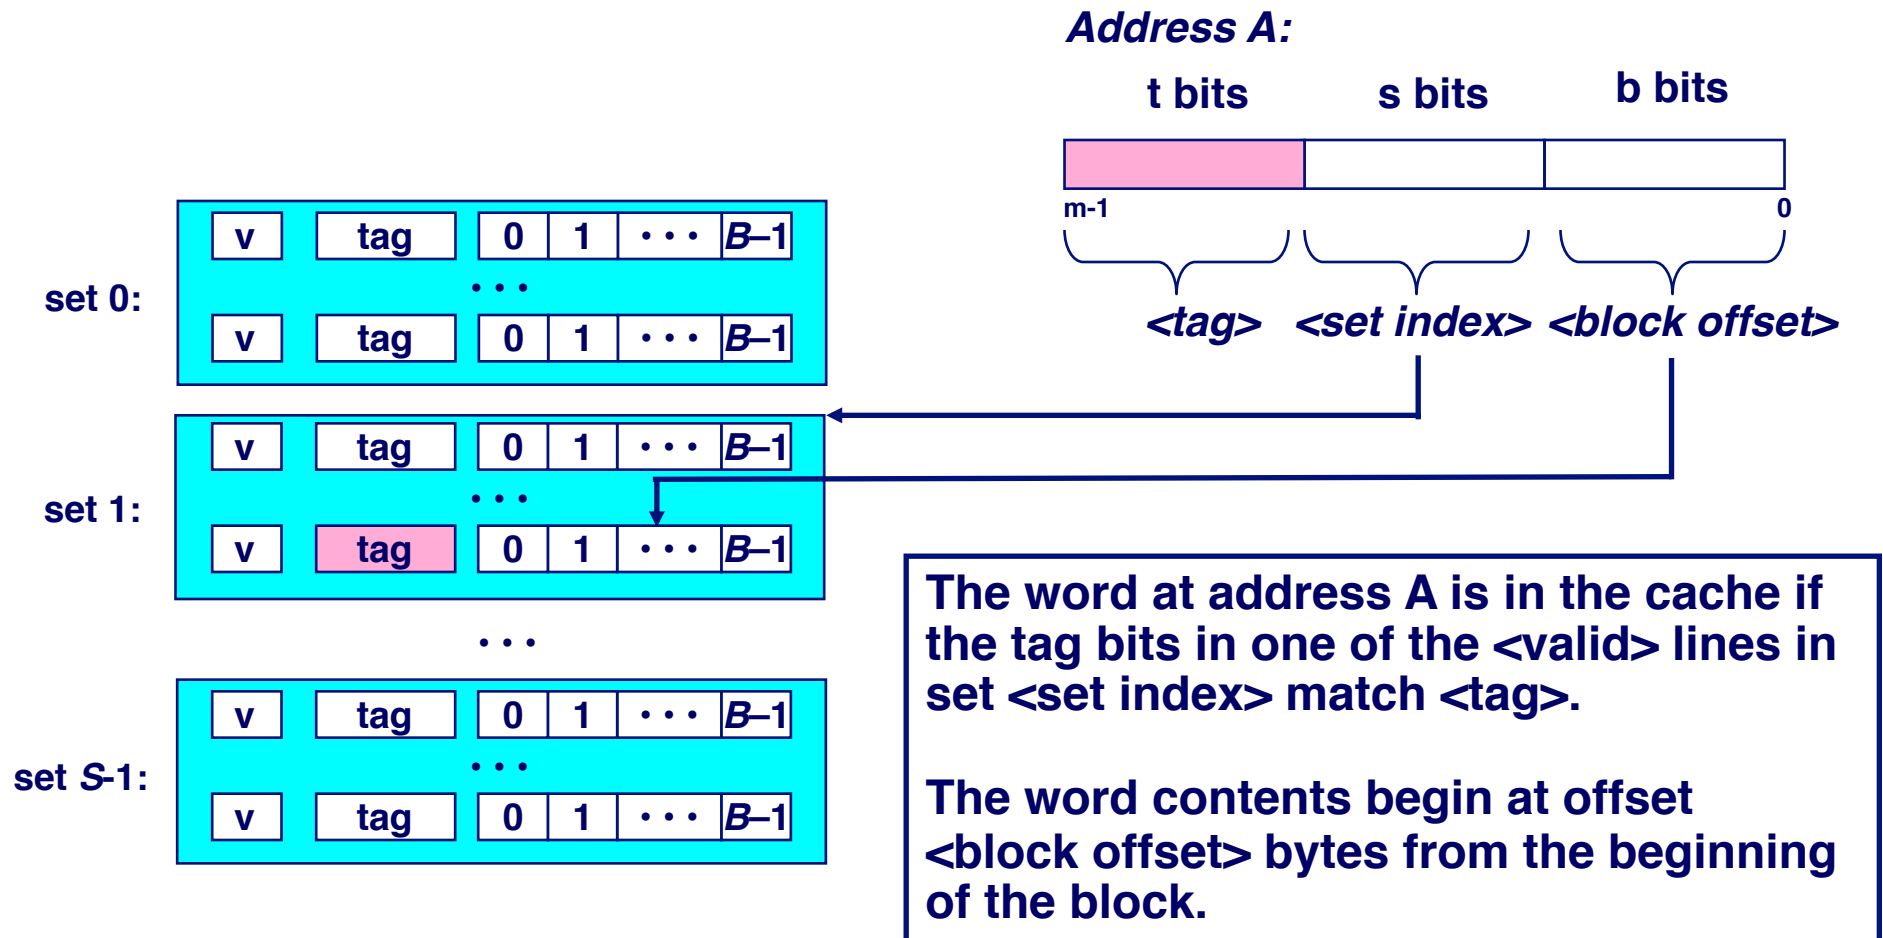 Address A:
t bits s bits b bits
m-1 0
<tag> <set index> <block offset>
set 0:
v tag 0 1 • • • B–1
• • •
v tag 0 1 • • • B–1
set 1:
v tag 0 1 • • • B–1
• • •
v tag 0 1 • • • B–1
• • •
set S-1:
v tag 0 1 • • • B–1
• • •
v tag 0 1 • • • B–1
The word at address A is in the cache if
the tag bits in one of the <valid> lines in
set <set index> match <tag>.
The word contents begin at offset
<block offset> bytes from the beginning
of the block.